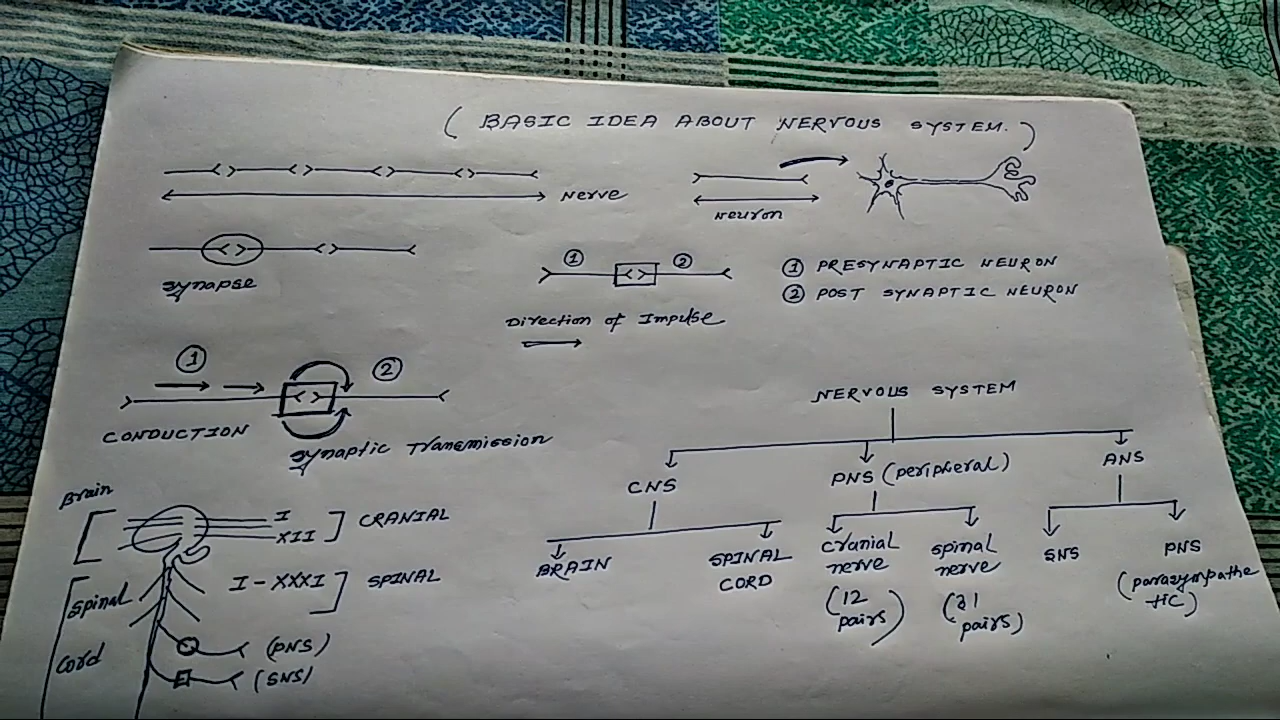 ( BASIC IDEA ABOUT NERVOUS SYSTEM. )
Nerve
Neuron
Synapse
① ②
① PRESYNAPTIC NEURON
② POST SYNAPTIC NEURON
Direction of Impulse
① ②
CONDUCTION
Synaptic Transmission
NERVOUS SYSTEM
CNS PNS (peripheral) ANS
BRAIN SPINAL CORD
cranial nerve (12 pairs)
spinal nerve (31 pairs)
SNS PNS (parasympathetic)
Brain
I
XII
CRANIAL
Spinal
I - XXXI
SPINAL
Cord
(PNS)
(SNS)